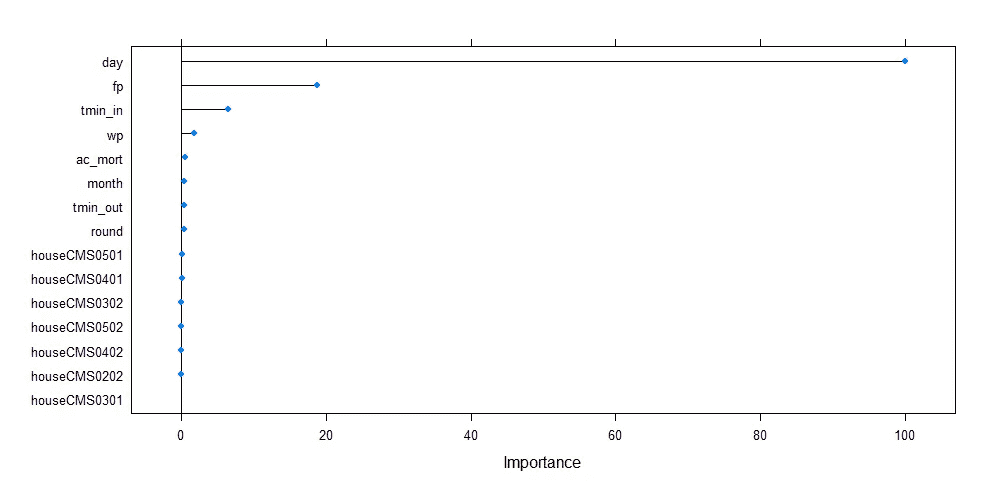 day
fp
tmin_in
wp
ac_mort
month
tmin_out
round
houseCMS0501
houseCMS0401
houseCMS0302
houseCMS0502
houseCMS0402
houseCMS0202
houseCMS0301
0 20 40 60 80 100
Importance